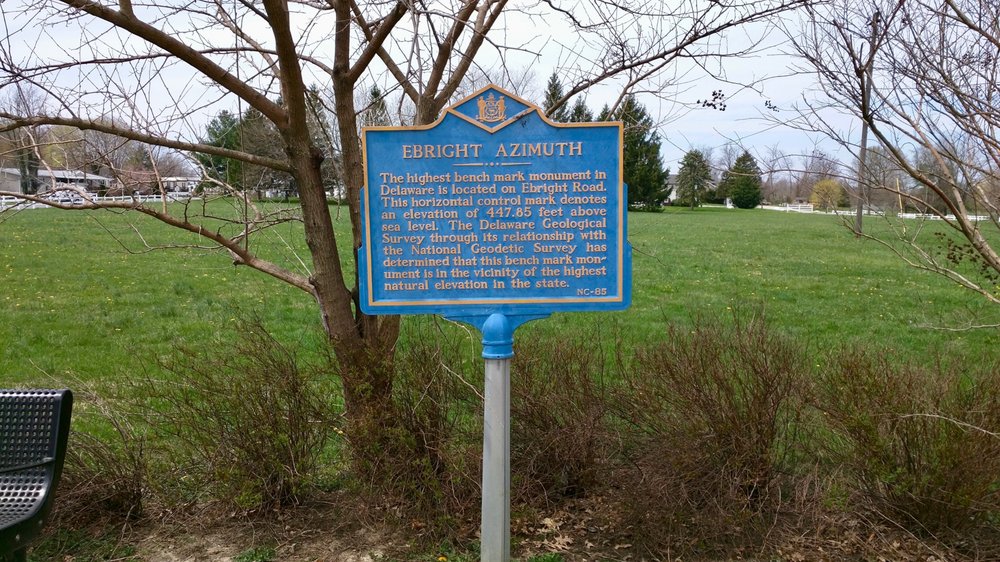 EBRIGHT AZIMUTH
The highest bench mark monument in
Delaware is located on Ebright Road.
This horizontal control mark denotes
an elevation of 447.85 feet above
sea level. The Delaware Geological
Survey through its relationship with
the National Geodetic Survey has
determined that this bench mark mon-
ument is in the vicinity of the highest
natural elevation in the state.
NC-85